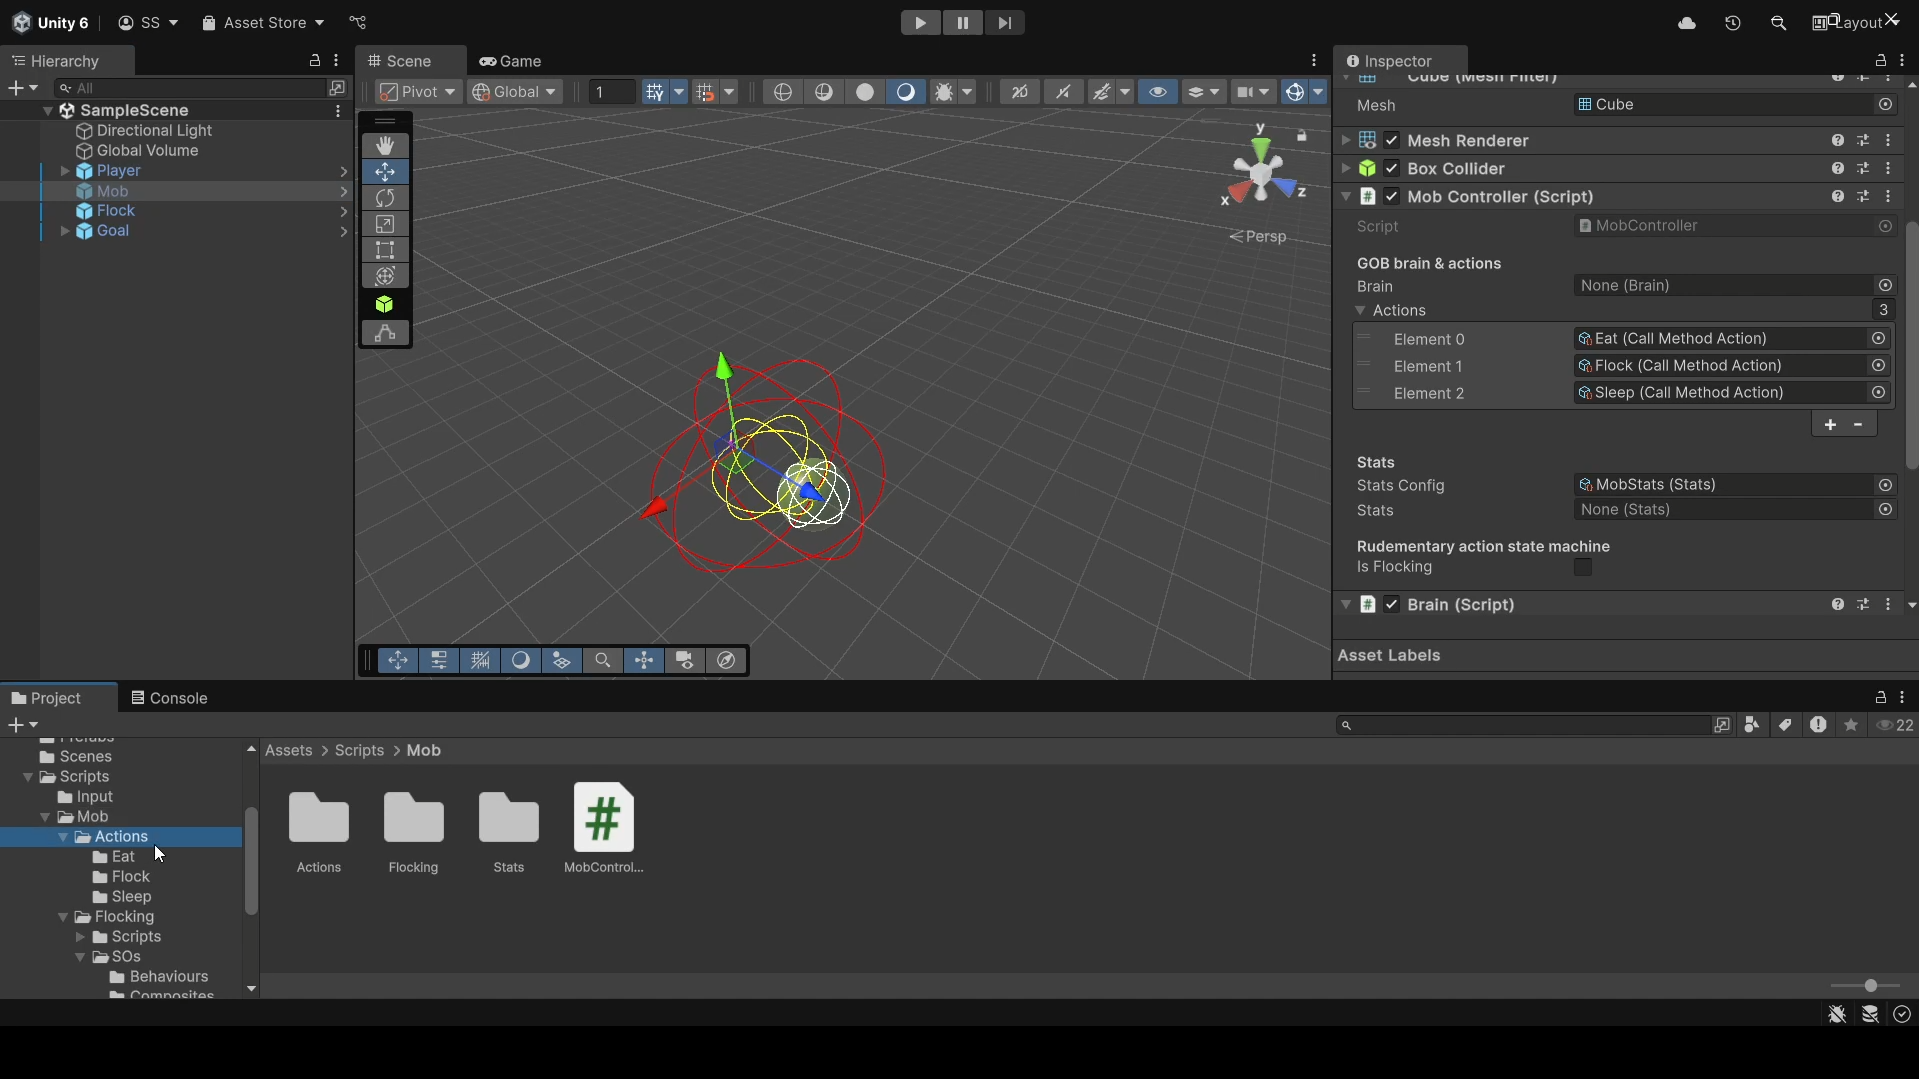 Unity 6 SS Asset Store Layout
Hierarchy
All
SampleScene
Directional Light
Global Volume
Player
Mob
Flock
Goal
Scene Game
Pivot Global 1 2D
y
x z
Persp
Inspector
Cube (Mesh Filter)
Mesh Cube
Mesh Renderer
Box Collider
Mob Controller (Script)
Script MobController
GOB brain & actions
Brain None (Brain)
Actions 3
Element 0 Eat (Call Method Action)
Element 1 Flock (Call Method Action)
Element 2 Sleep (Call Method Action)
Stats
Stats Config MobStats (Stats)
Stats None (Stats)
Rudementary action state machine
Is Flocking
Brain (Script)
Asset Labels
Project Console
22
Prefabs
Scenes
Scripts
Input
Mob
Actions
Eat
Flock
Sleep
Flocking
Scripts
SOs
Behaviours
Composites
Assets > Scripts > Mob
Actions Flocking Stats MobControl...